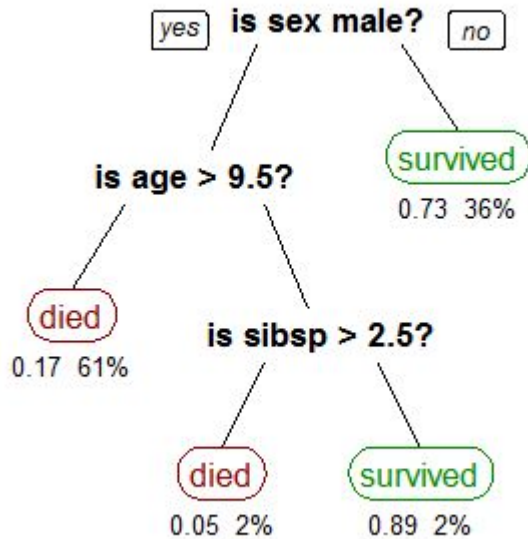 yes is sex male? no
survived
is age > 9.5?
0.73 36%
died
is sibsp > 2.5?
0.17 61%
died survived
0.05 2% 0.89 2%